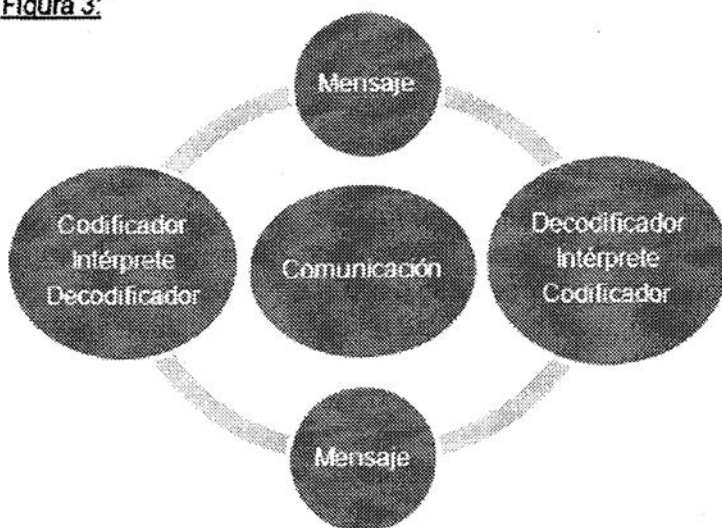 Figura 3:
Mensaje
Codificador
Intérprete
Decodificador
Comunicación
Decodificador
Intérprete
Codificador
Mensaje